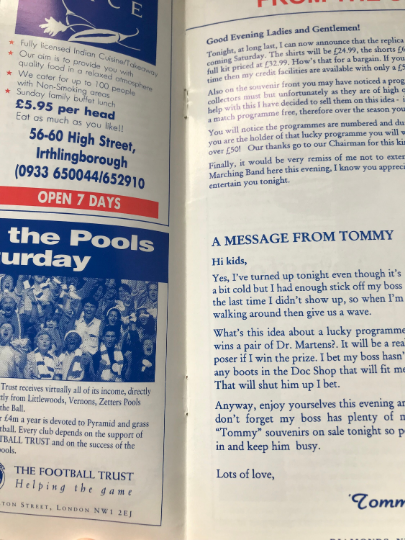 ICE
★ Fully licensed Indian Cuisine/Takeaway
★ Our aim is to provide you with
quality food in a relaxed atmosphere
★ We cater for up to 100 people
with Non-Smoking areas
★ Sunday family buffet lunch
£5.95 per head
Eat as much as you like!!
56-60 High Street,
Irthlingborough
(0933 650044/652910
OPEN 7 DAYS
the Pools
urday
Trust receives virtually all of its income, directly
tly from Littlewoods, Vernons, Zetters Pools
the Ball.
£4m a year is devoted to Pyramid and grass
tball. Every club depends on the support of
TBALL TRUST and on the success of the
ools.
THE FOOTBALL TRUST
Helping the game
TON STREET, LONDON NW1 2EJ
FROM THE
Good Evening Ladies and Gentlemen!
Tonight, at long last, I can now announce that the replica
coming Saturday. The shirts will be £24.99, the shorts £
full kit priced at £32.99. How's that for a bargain. If you
time then my credit facilities are available with only a £5
Also on the souvenir front you may have noticed a prog
collectors must but unfortunately as they are of high
help with this I have decided to sell them on this idea -
a match programme free, therefore over the season you
You will notice the programmes are numbered and du
you are the holder of that lucky programme you will w
over £50! Our thanks go to our Chairman for this kin
Finally, it would be very remiss of me not to exte
Marching Band here this evening, I know you appreci
entertain you tonight.
A MESSAGE FROM TOMMY
Hi kids,
Yes, I've turned up tonight even though it's
a bit cold but I had enough stick off my boss
the last time I didn't show up, so when I'm
walking around then give us a wave.
What's this idea about a lucky programme
wins a pair of Dr. Martens?. It will be a rea
poser if I win the prize. I bet my boss hasn'
any boots in the Doc Shop that will fit me
That will shut him up I bet.
Anyway, enjoy yourselves this evening an
don't forget my boss has plenty of m
"Tommy" souvenirs on sale tonight so p
in and keep him busy.
Lots of love,
'Tomm